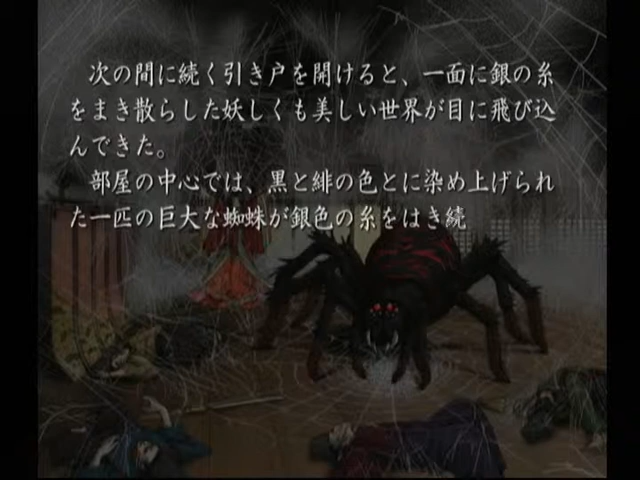 次の間に続く引き戸を開けると、一面に銀の糸
をまき散らした妖しくも美しい世界が目に飛び込
んできた。
部屋の中心では、黒と緋の色とに染め上げられ
た一匹の巨大な蜘蛛が銀色の糸をはき続